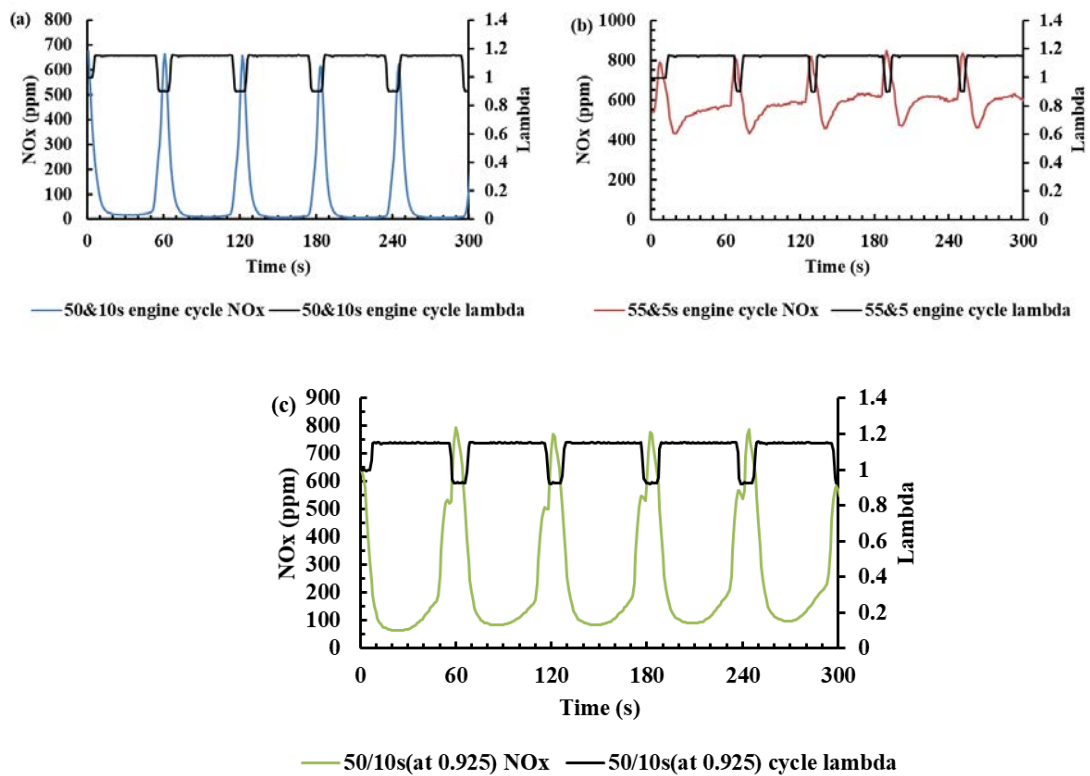 (a)
800
700
600
500
400
300
200
100
0
NOx (ppm)
1.4
1.2
1
0.8
0.6
0.4
0.2
0
Lambda
0 60 120 180 240 300
Time (s)
50&10s engine cycle NOx 50&10s engine cycle lambda
(b)
1000
800
600
400
200
0
NOx (ppm)
1.4
1.2
1
0.8
0.6
0.4
0.2
0
Lambda
0 60 120 180 240 300
Time (s)
55&5s engine cycle NOx 55&5 engine cycle lambda
(c)
900
800
700
600
500
400
300
200
100
0
NOx (ppm)
1.4
1.2
1
0.8
0.6
0.4
0.2
0
Lambda
0 60 120 180 240 300
Time (s)
50/10s(at 0.925) NOx 50/10s(at 0.925) cycle lambda